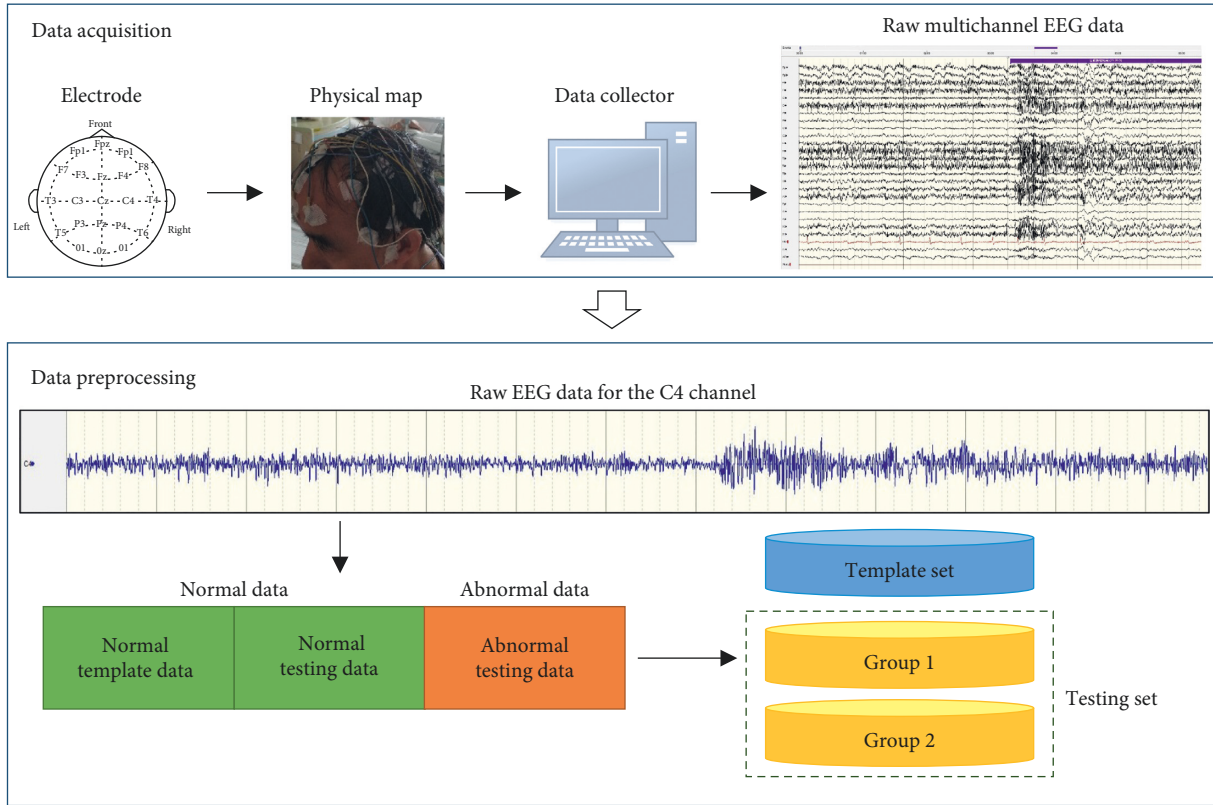 Data acquisition
Raw multichannel EEG data
Electrode
Physical map
Data collector
Front
Fpz
Fp1 Fp1
F7 F8
F3 Fz F4
T3 C3 Cz C4 T4
Left
Right
P3 Pz P4
T5 T6
01 0z 01
Data preprocessing
Raw EEG data for the C4 channel
C4
Normal data
Abnormal data
Normal
template data
Normal
testing data
Abnormal
testing data
Template set
Group 1
Group 2
Testing set